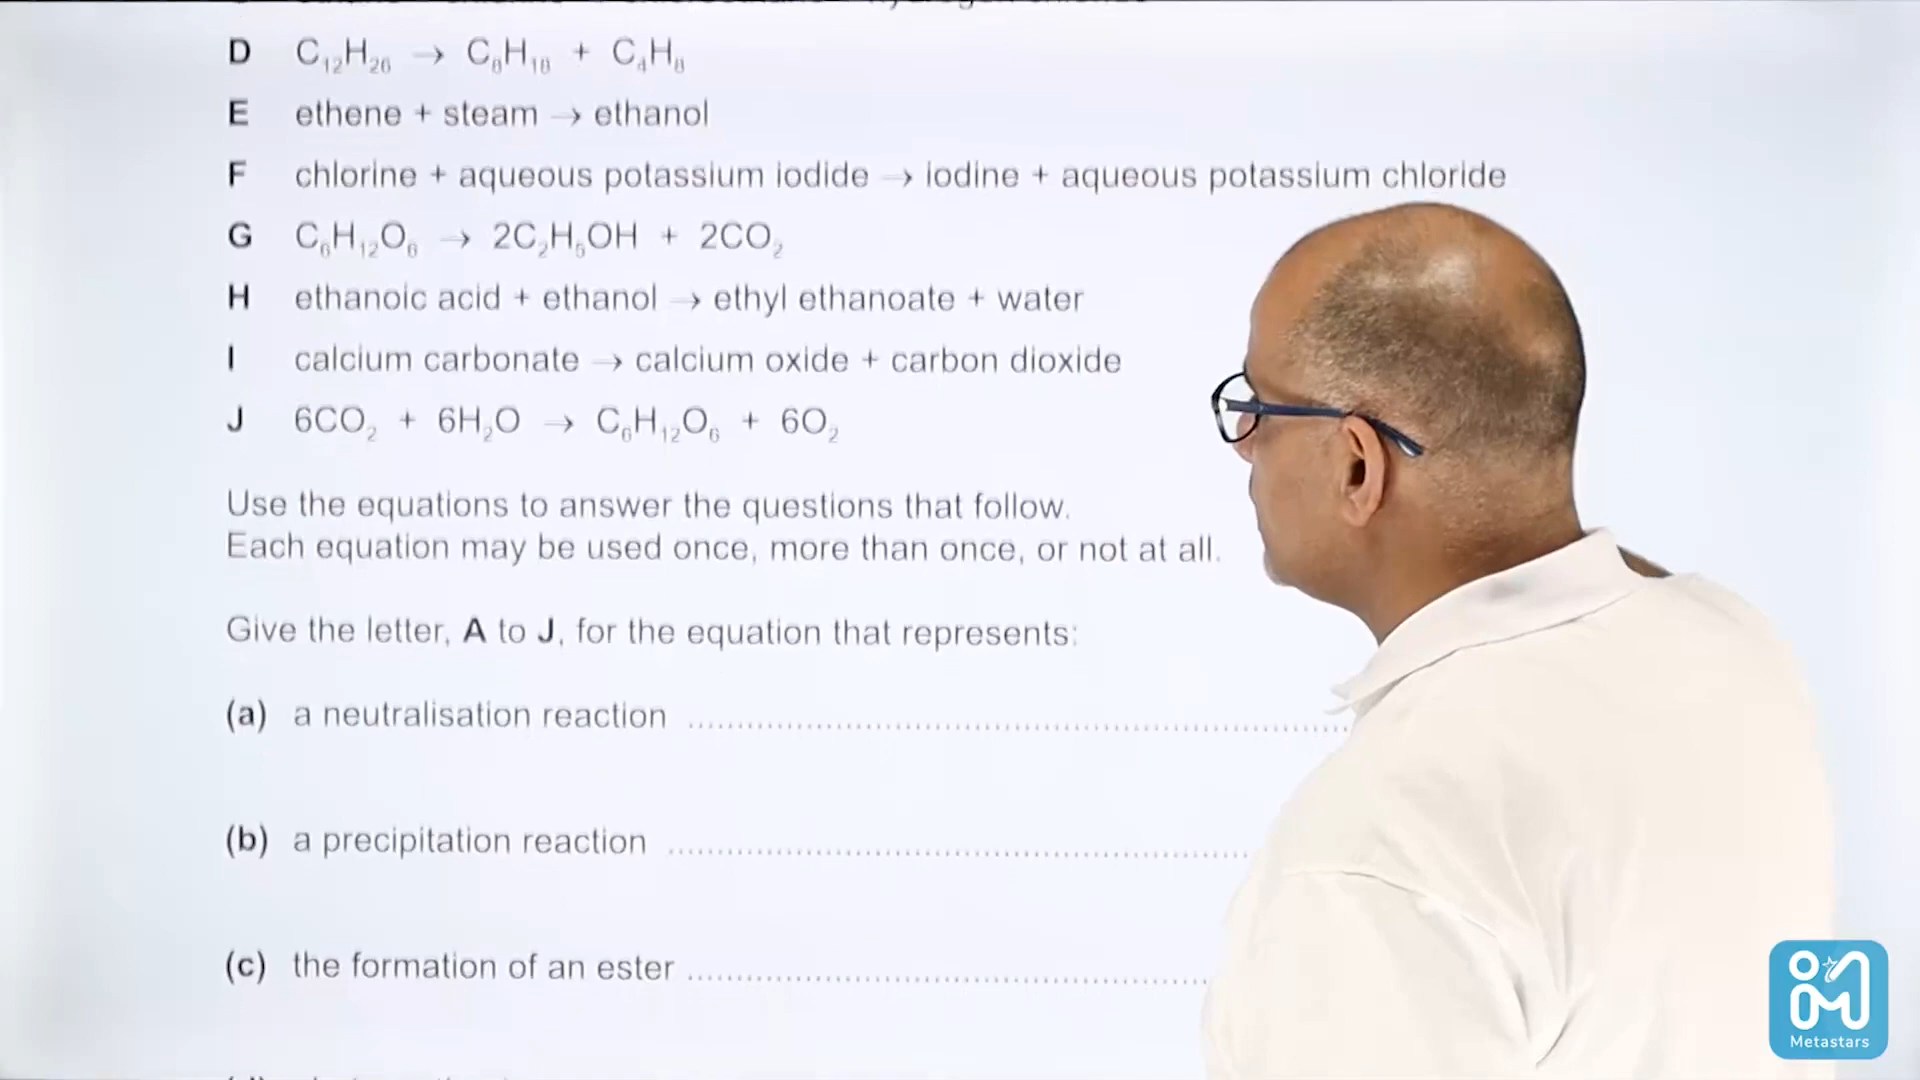 D C₁₂H₂₆ → C₈H₁₈ + C₄H₈
E ethene + steam → ethanol
F chlorine + aqueous potassium iodide → iodine + aqueous potassium chloride
G C₆H₁₂O₆ → 2C₂H₅OH + 2CO₂
H ethanoic acid + ethanol → ethyl ethanoate + water
I calcium carbonate → calcium oxide + carbon dioxide
J 6CO₂ + 6H₂O → C₆H₁₂O₆ + 6O₂
Use the equations to answer the questions that follow.
Each equation may be used once, more than once, or not at all.
Give the letter, A to J, for the equation that represents:
(a) a neutralisation reaction
(b) a precipitation reaction
(c) the formation of an ester
Metastars